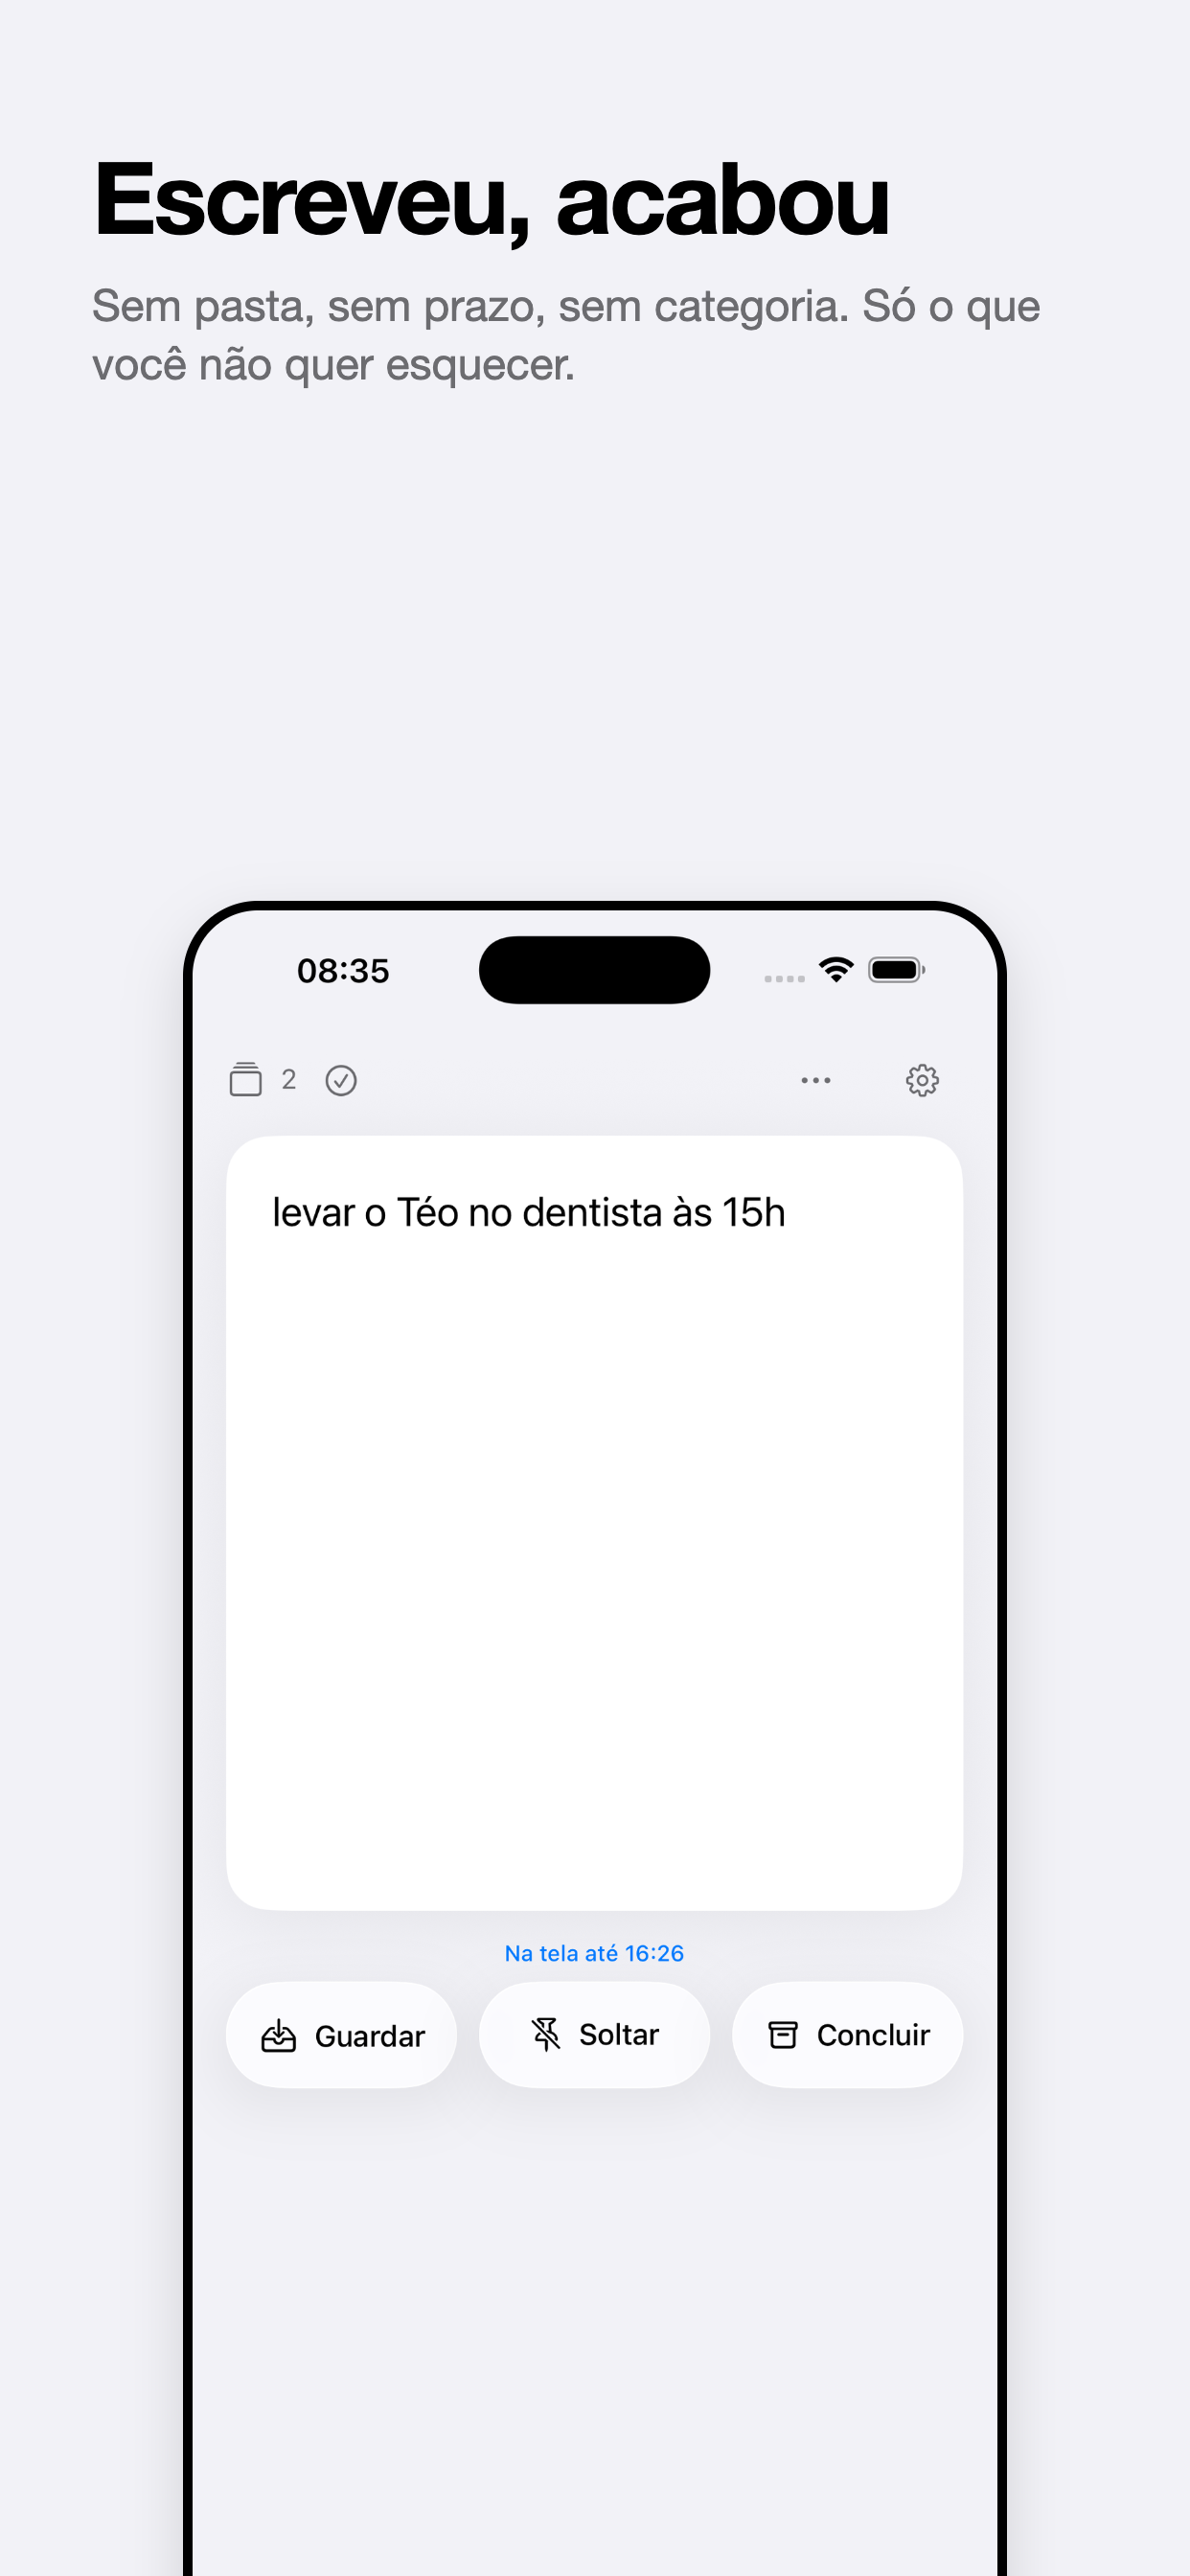 Escreveu, acabou
Sem pasta, sem prazo, sem categoria. Só o que
você não quer esquecer.
08:35
2
levar o Téo no dentista às 15h
Na tela até 16:26
Guardar
Soltar
Concluir